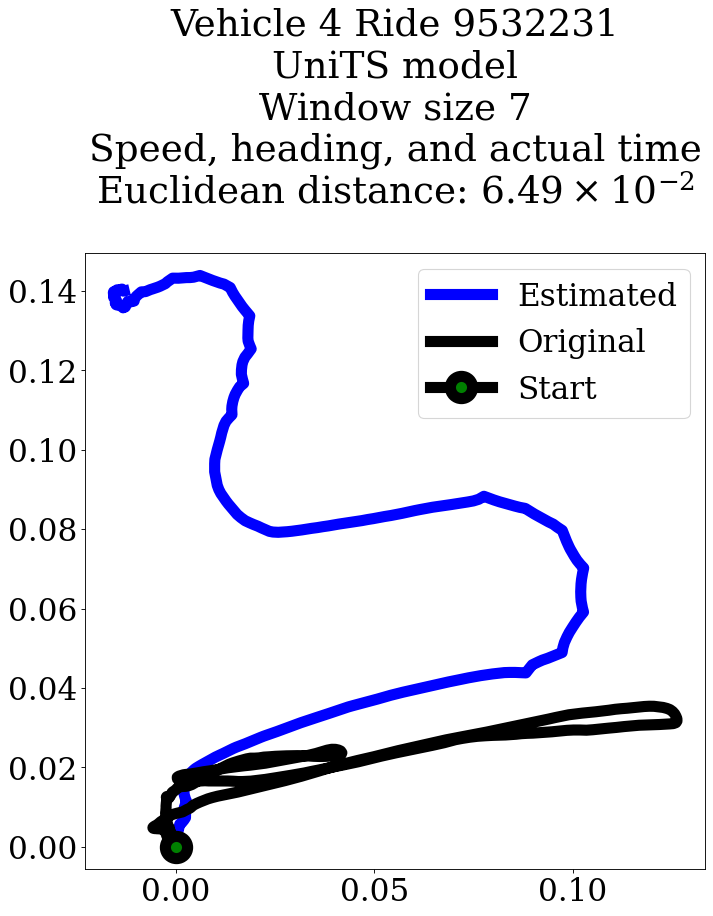 Vehicle 4 Ride 9532231
UniTS model
Window size 7
Speed, heading, and actual time
Euclidean distance: 6.49 × 10⁻²
Estimated
Original
Start
0.14
0.12
0.10
0.08
0.06
0.04
0.02
0.00
0.00 0.05 0.10